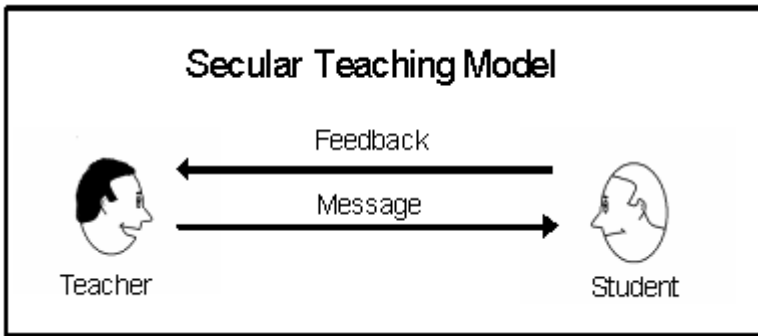 Secular Teaching Model
Feedback
Message
Teacher
Student